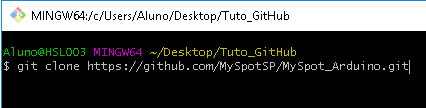 MINGW64:/c/Users/Aluno/Desktop/Tuto_GitHub
Aluno@HSL003 MINGW64 ~/Desktop/Tuto_GitHub
$ git clone https://github.com/MySpotSP/MySpot_Arduino.git